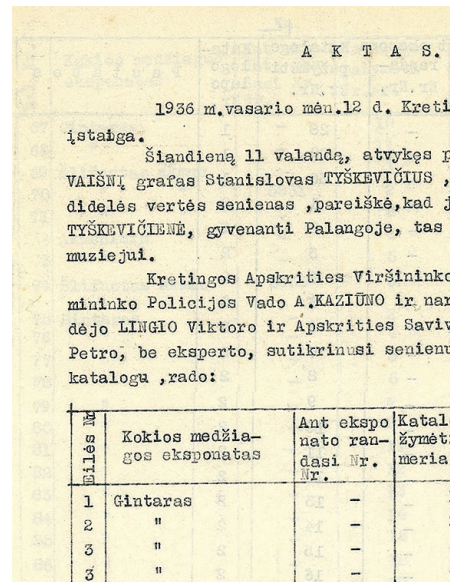 A K T A S.
1936 m.vasario mėn.12 d. Kreti
įstaiga.
Šiandieną 11 valandą, atvykęs p
VAIŠNĮ grafas Stanislovas TYŠKEVIČIUS ,
didelės vertės senienas ,pareiškė,kad j
TYŠKEVIČIENĖ, gyvenanti Palangoje, tas
muziejui.
Kretingos Apskrities Viršininko
mininko Policijos Vado A.KAZIŪNO ir nar
dėjo LINGIO Viktoro ir Apskrities Saviv
Petro, be eksperto, sutikrinusi senienu
katalogu ,rado:
Eilės Nr
Kokios medžia-
gos eksponatas
Ant ekspo
nato ran-
dasi Nr.
Nr.
Katal
žymėt
meria
1 Gintaras –
2 " –
3 " –
3 " –